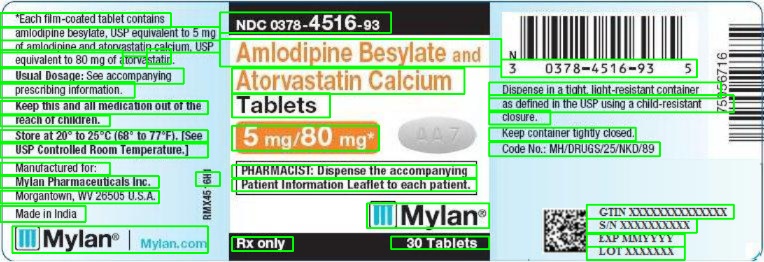 *Each film-coated tablet contains
amlodipine besylate, USP equivalent to 5 mg
of amlodipine and atorvastatin calcium, USP
equivalent to 80 mg of atorvastatin.
Usual Dosage: See accompanying
prescribing information.
Keep this and all medication out of the
reach of children.
Store at 20° to 25°C (68° to 77°F). [See
USP Controlled Room Temperature.]
Manufactured for:
Mylan Pharmaceuticals Inc.
Morgantown, WV 26505 U.S.A.
Made in India
Mylan®
Mylan.com
NDC 0378-4516-93
Amlodipine Besylate and
Atorvastatin Calcium
Tablets
5 mg/80 mg*
AA7
PHARMACIST: Dispense the accompanying
Patient Information Leaflet to each patient.
Mylan®
Rx only
30 Tablets
N
3 0378-4516-93 5
Dispense in a tight, light-resistant container
as defined in the USP using a child-resistant
closure.
Keep container tightly closed.
Code No.: MH/DRUGS/25/NKD/89
GTIN XXXXXXXXXXXXXX
S/N XXXXXXXXXX
EXP MMYYYY
LOT XXXXXXX